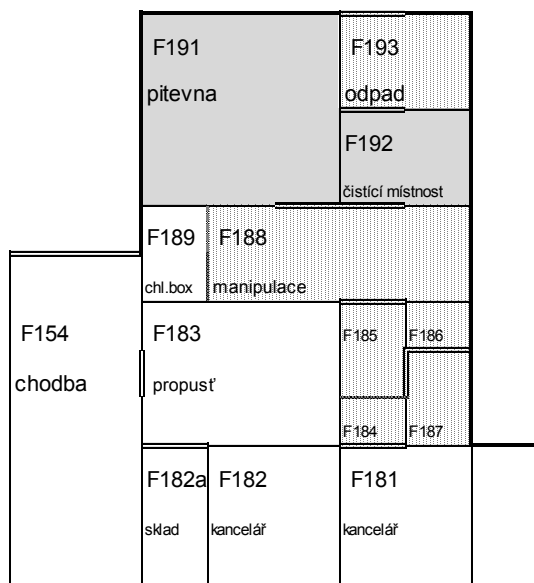 F191
pitevna
F193
odpad
F192
čistící místnost
F189
chl.box
F188
manipulace
F154
chodba
F183
propusť
F185
F186
F184
F187
F182a
sklad
F182
kancelář
F181
kancelář